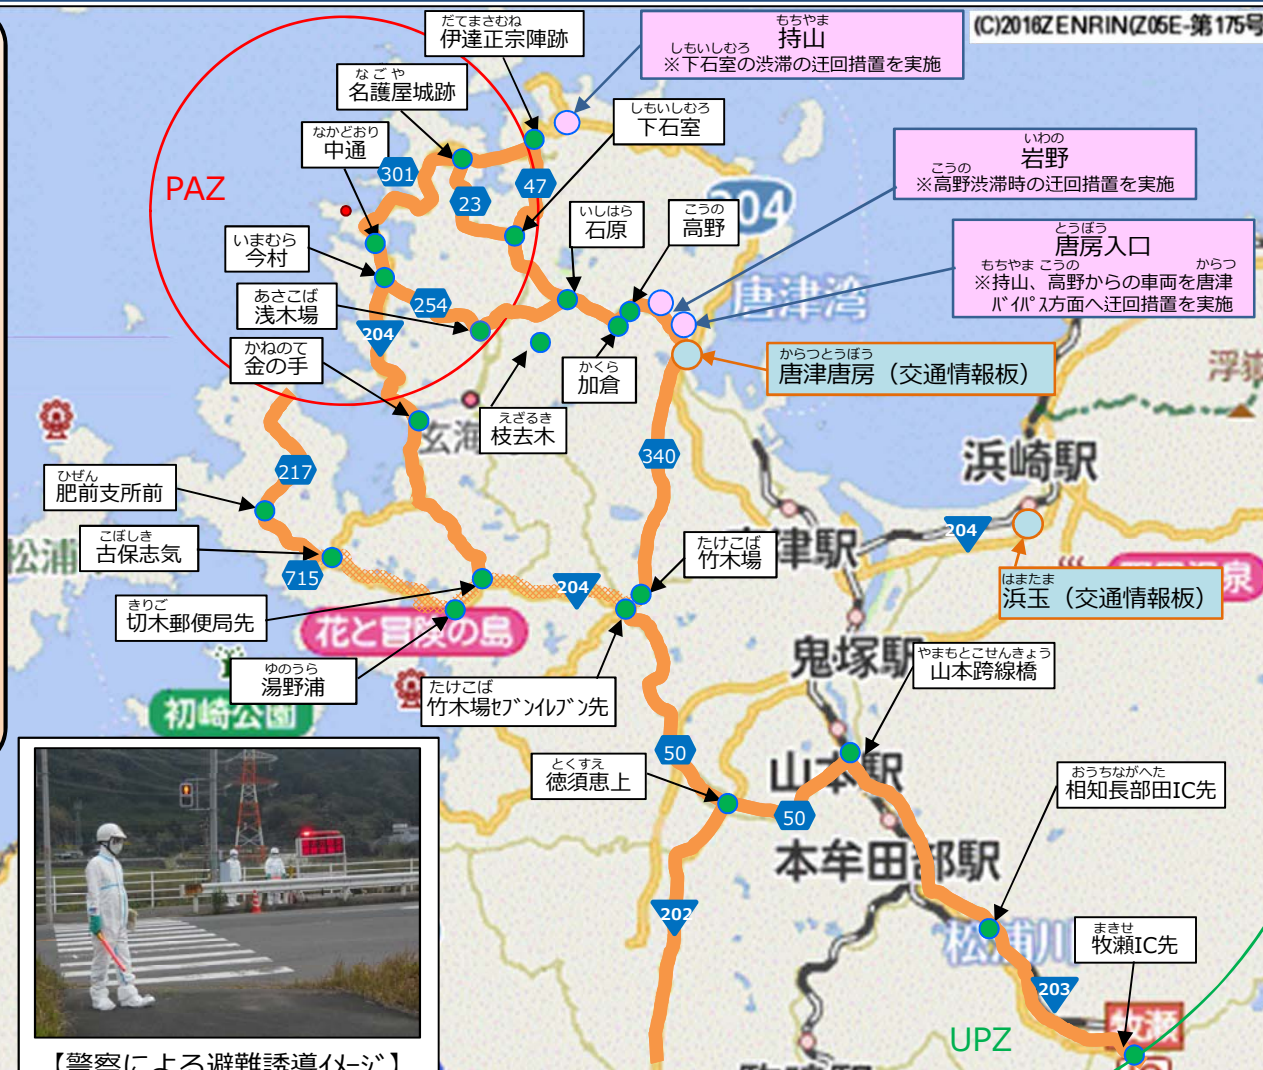 (C)2016ZENRIN(Z05E-第175号
だてまさむね
伊達正宗陣跡
もちやま
持山
しもいしむろ
※下石室の渋滞の迂回措置を実施
なごや
名護屋城跡
しもいしむろ
下石室
なかどおり
中通
いわの
岩野
こうの
※高野渋滞時の迂回措置を実施
301
47
23
PAZ
204
いしはら
石原
こうの
高野
とうぼう
唐房入口
もちやま こうの からつ
※持山、高野からの車両を唐津
バイパス方面へ迂回措置を実施
いまむら
今村
あさこば
浅木場
254
唐津湾
204
かねのて
金の手
かくら
加倉
からつとうぼう
唐津唐房（交通情報板）
えざるき
枝去木
玄海
浜崎駅
340
217
ひぜん
肥前支所前
こぼしき
古保志気
松浦
たけこば
竹木場
津駅
204
715
204
はまたま
浜玉（交通情報板）
きりご
切木郵便局先
花と冒険の島
ゆのうら
湯野浦
鬼塚駅
やまもとこせんきょう
山本跨線橋
たけこば
竹木場セブンイレブン先
初崎公園
50
とくすえ
徳須恵上
山本駅
おうちながへた
相知長部田IC先
50
本牟田部駅
202
松浦川
まきせ
牧瀬IC先
203
牧瀬
UPZ
【警察による避難誘導イメージ】